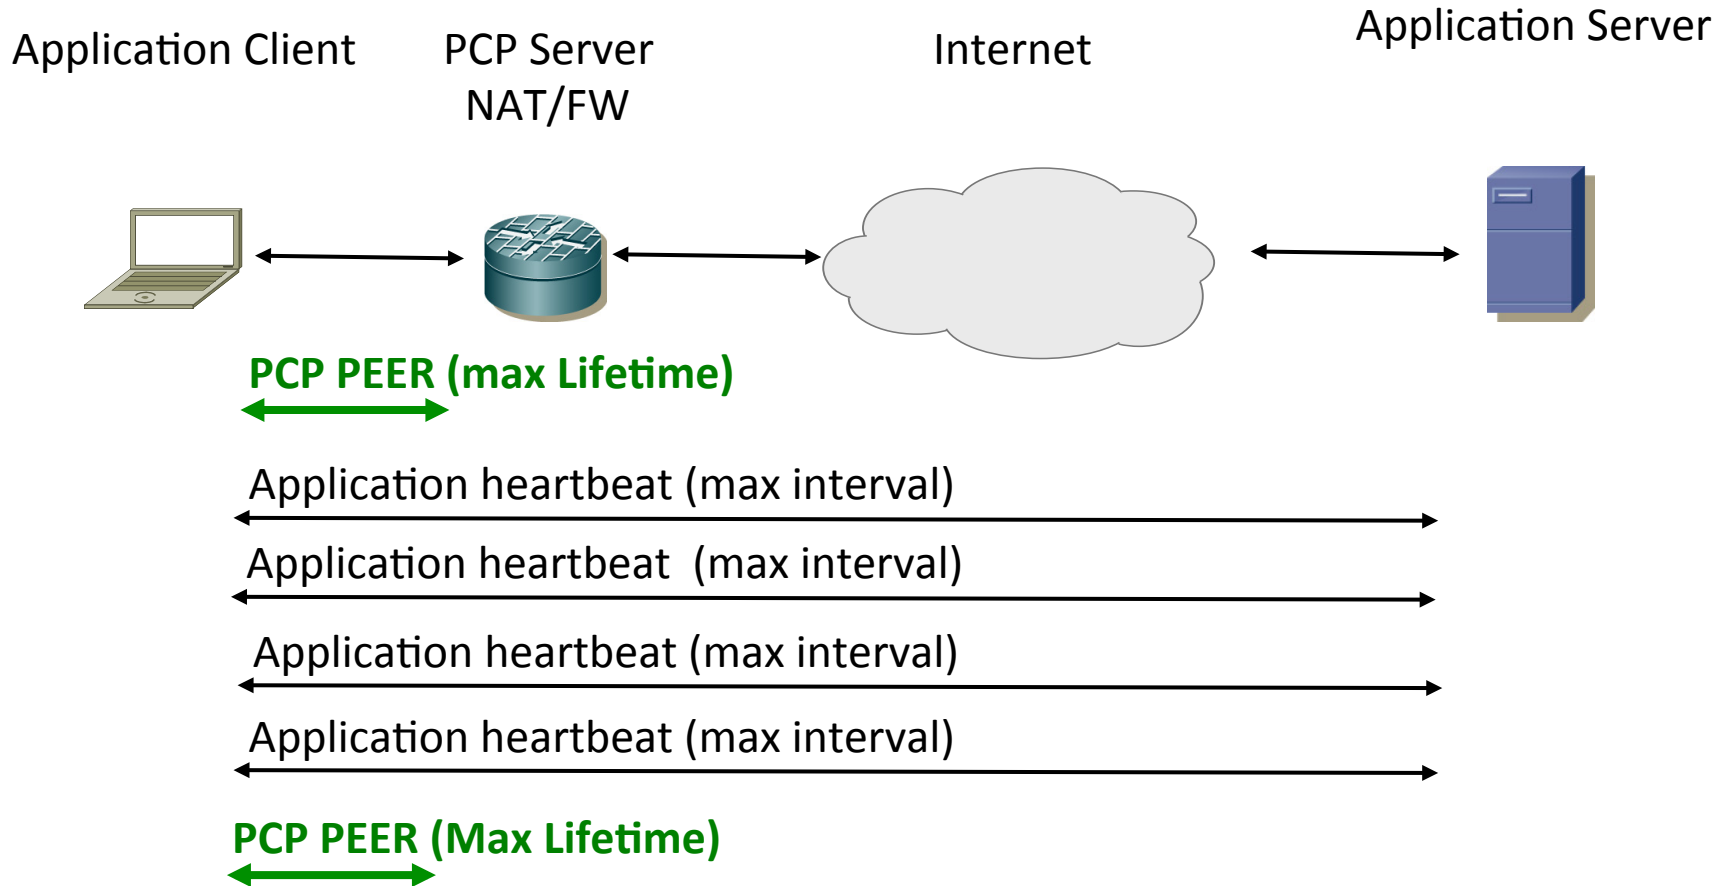 Application Client
PCP Server
NAT/FW
Internet
Application Server
PCP PEER (max Lifetime)
Application heartbeat (max interval)
Application heartbeat  (max interval)
Application heartbeat (max interval)
Application heartbeat (max interval)
PCP PEER (Max Lifetime)